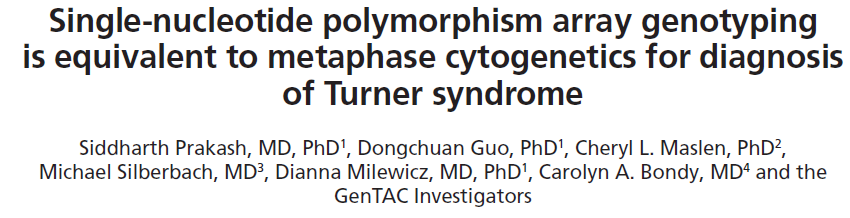 Single-nucleotide polymorphism array genotyping
is equivalent to metaphase cytogenetics for diagnosis
of Turner syndrome
Siddharth Prakash, MD, PhD¹, Dongchuan Guo, PhD¹, Cheryl L. Maslen, PhD²,
Michael Silberbach, MD³, Dianna Milewicz, MD, PhD¹, Carolyn A. Bondy, MD⁴ and the
GenTAC Investigators